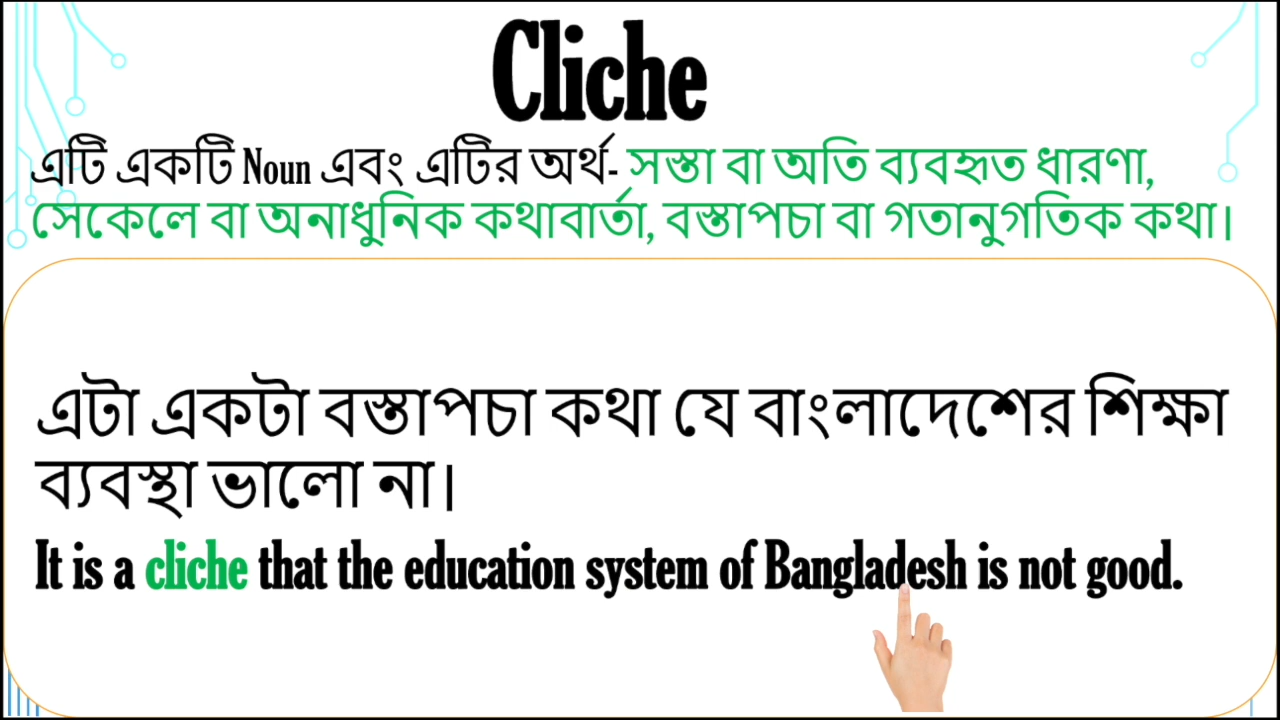 Cliche
এটি একটি Noun এবং এটির অর্থ- সস্তা বা অতি ব্যবহৃত ধারণা,
সেকেলে বা অনাধুনিক কথাবার্তা, বস্তাপচা বা গতানুগতিক কথা।
এটা একটা বস্তাপচা কথা যে বাংলাদেশের শিক্ষা
ব্যবস্থা ভালো না।
It is a cliche that the education system of Bangladesh is not good.